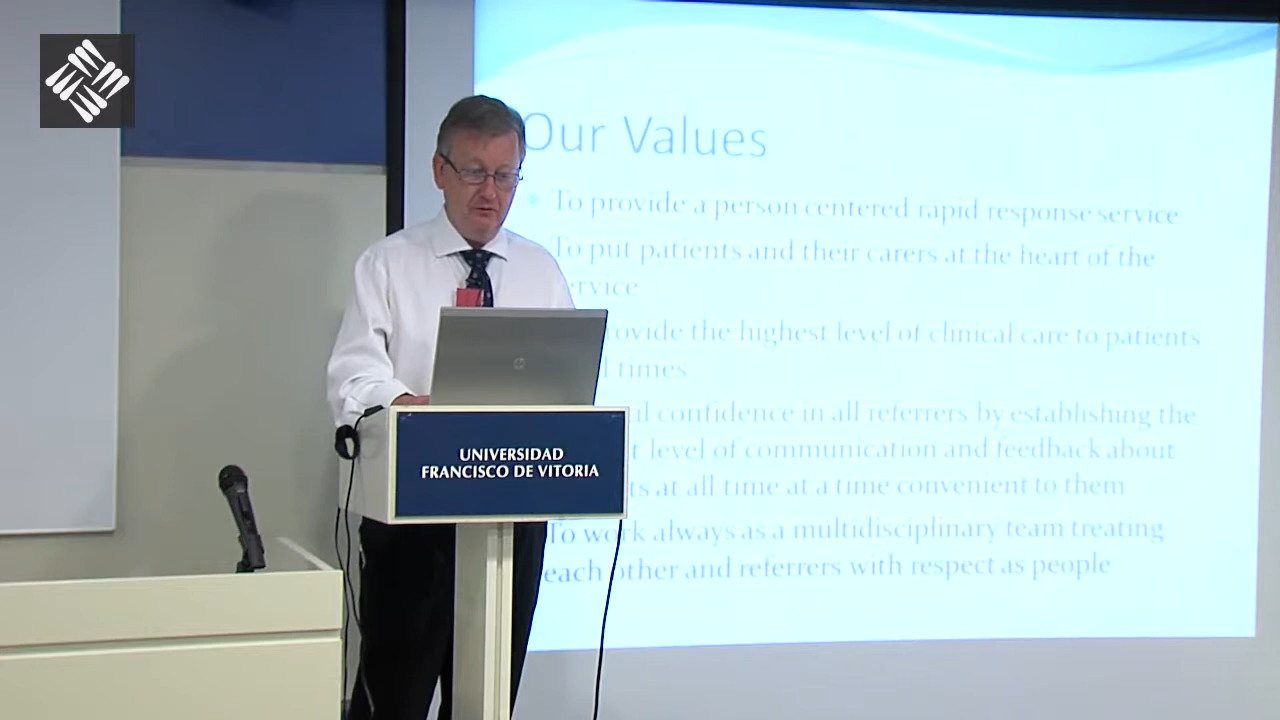 Our Values
To provide a person centered rapid response service
To put patients and their carers at the heart of the
the highest level of clinical care to patients
times
confidence in all referrers by establishing the
level of communication and feedback about
at all time at a time convenient to them
To work always as a multidisciplinary team treating
each other and referrers with respect as people
UNIVERSIDAD
FRANCISCO DE VITORIA
hp